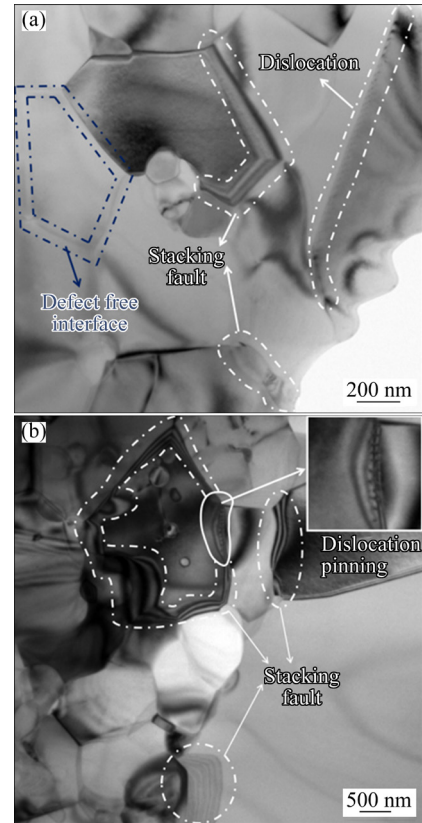 (a)
Dislocation
Stacking
fault
Defect free
interface
200 nm
(b)
Dislocation
pinning
Stacking
fault
500 nm